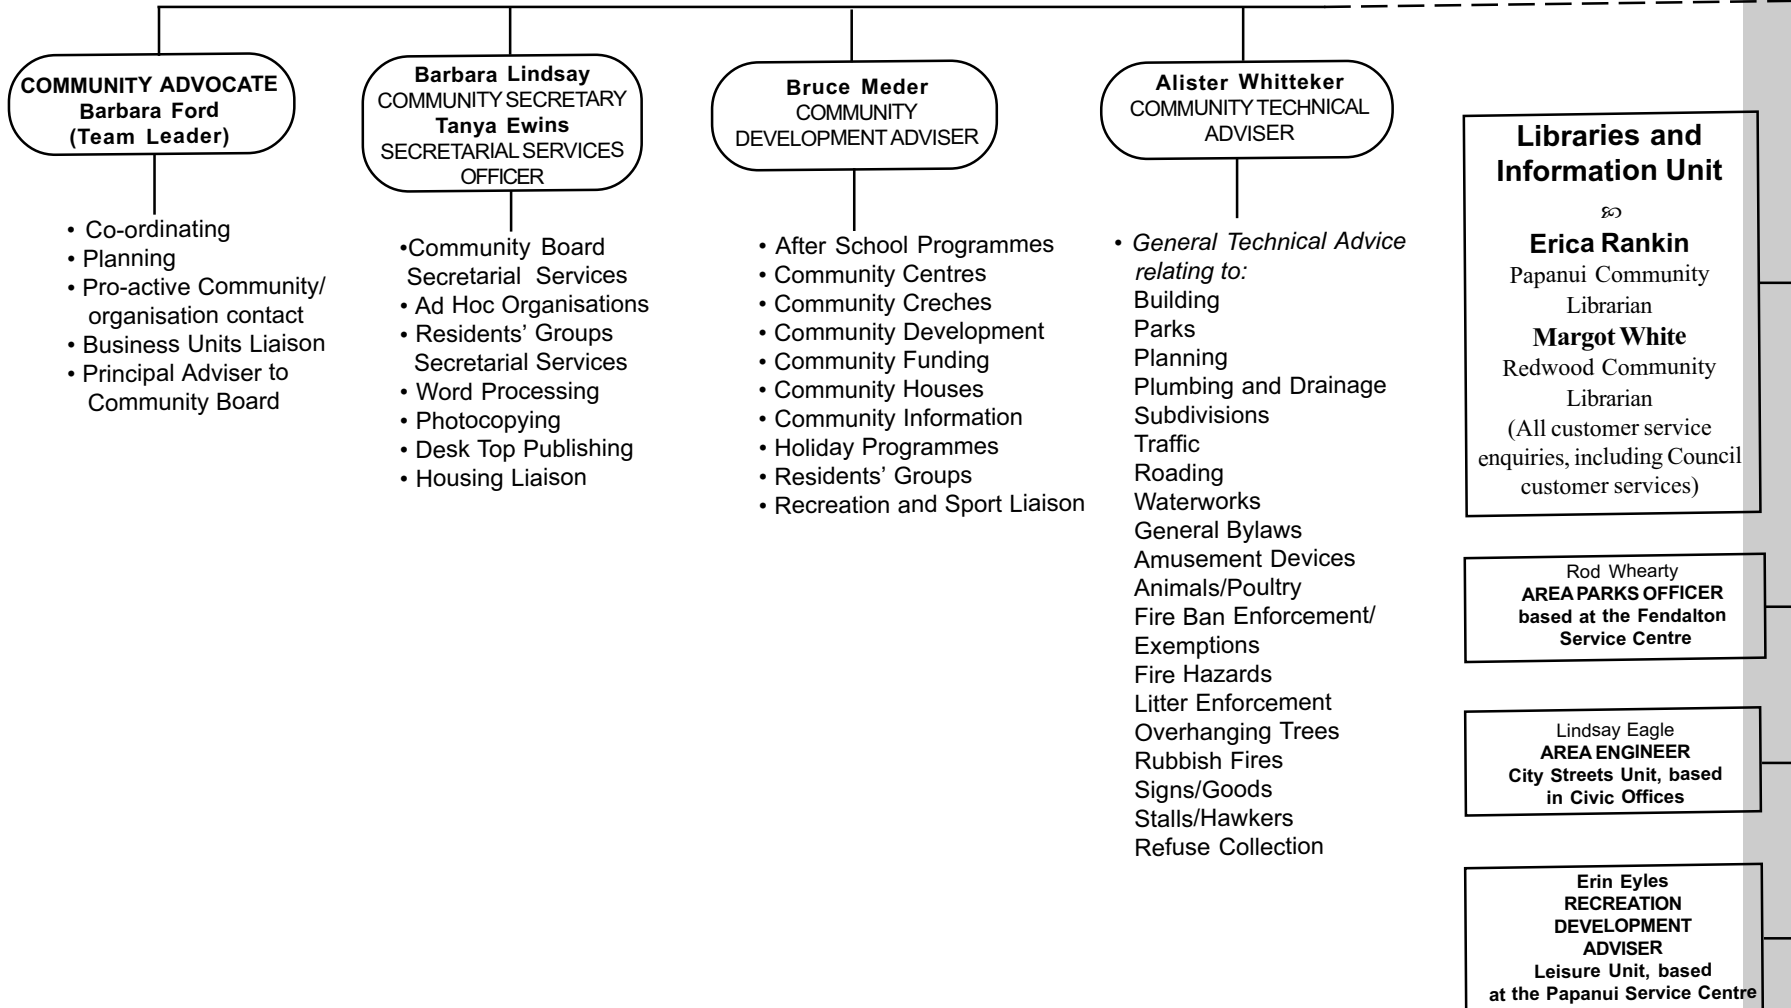 COMMUNITY ADVOCATE
Barbara Ford
(Team Leader)
• Co-ordinating
• Planning
• Pro-active Community/
organisation contact
• Business Units Liaison
• Principal Adviser to
Community Board
Barbara Lindsay
COMMUNITY SECRETARY
Tanya Ewins
SECRETARIAL SERVICES
OFFICER
•Community Board
Secretarial Services
• Ad Hoc Organisations
• Residents’ Groups
Secretarial Services
• Word Processing
• Photocopying
• Desk Top Publishing
• Housing Liaison
Bruce Meder
COMMUNITY
DEVELOPMENT ADVISER
• After School Programmes
• Community Centres
• Community Creches
• Community Development
• Community Funding
• Community Houses
• Community Information
• Holiday Programmes
• Residents’ Groups
• Recreation and Sport Liaison
Alister Whitteker
COMMUNITY TECHNICAL
ADVISER
• General Technical Advice
relating to:
Building
Parks
Planning
Plumbing and Drainage
Subdivisions
Traffic
Roading
Waterworks
General Bylaws
Amusement Devices
Animals/Poultry
Fire Ban Enforcement/
Exemptions
Fire Hazards
Litter Enforcement
Overhanging Trees
Rubbish Fires
Signs/Goods
Stalls/Hawkers
Refuse Collection
Libraries and
Information Unit
Erica Rankin
Papanui Community
Librarian
Margot White
Redwood Community
Librarian
(All customer service
enquiries, including Council
customer services)
Rod Whearty
AREA PARKS OFFICER
based at the Fendalton
Service Centre
Lindsay Eagle
AREA ENGINEER
City Streets Unit, based
in Civic Offices
Erin Eyles
RECREATION
DEVELOPMENT
ADVISER
Leisure Unit, based
at the Papanui Service Centre